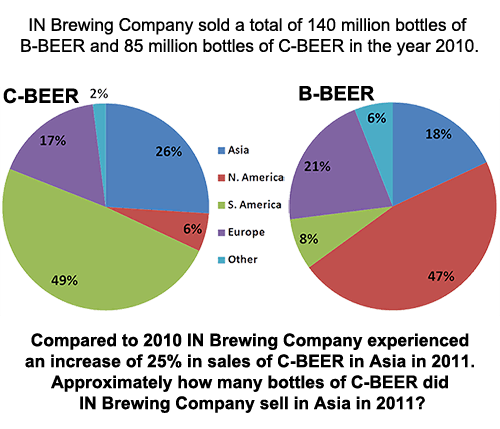 IN Brewing Company sold a total of 140 million bottles of
B-BEER and 85 million bottles of C-BEER in the year 2010.
C-BEER
2%
26%
6%
49%
17%
Asia
N. America
S. America
Europe
Other
B-BEER
6%
18%
47%
8%
21%
Compared to 2010 IN Brewing Company experienced
an increase of 25% in sales of C-BEER in Asia in 2011.
Approximately how many bottles of C-BEER did
IN Brewing Company sell in Asia in 2011?